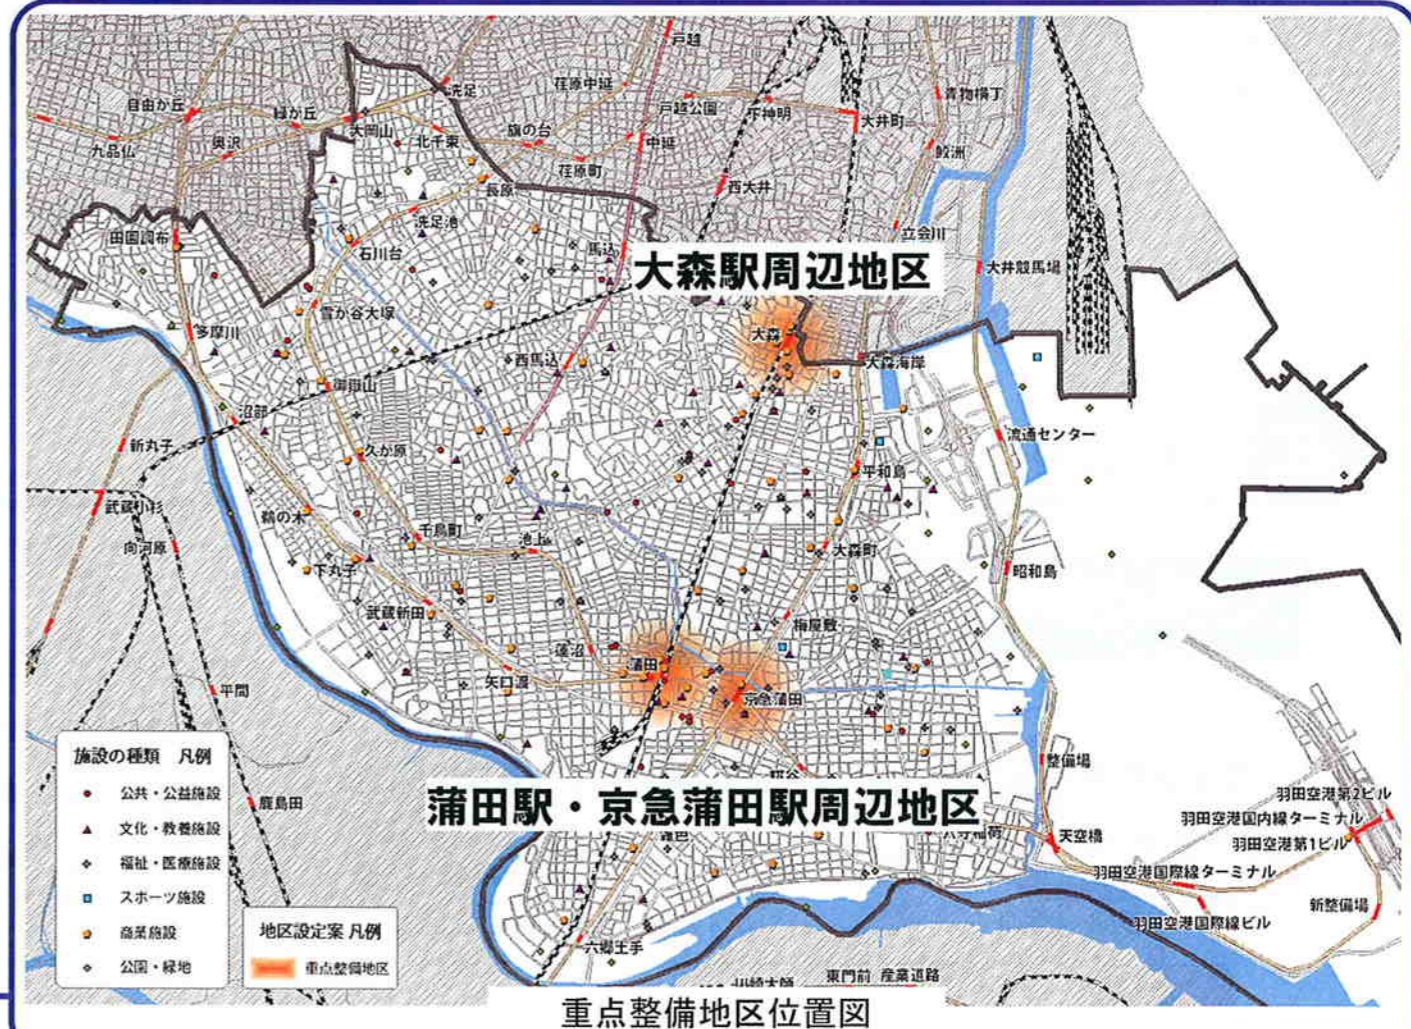 戸越
荏原中延
洗足
青物横丁
自由が丘
緑が丘
大岡山
戸越公園
下神明
大井町
北千束
旗の台
中延
九品仏
奥沢
荏原町
鮫洲
長原
西大井
洗足池
立会川
田園調布
石川台
馬込
大森駅周辺地区
大井競馬場
雪が谷大塚
多摩川
大森
西馬込
大森海岸
御嶽山
沼部
流通センター
新丸子
久が原
平和島
武蔵小杉
鵜の木
千鳥町
池上
向河原
大森町
下丸子
昭和島
武蔵新田
梅屋敷
蓮沼
蒲田
矢口渡
平間
京急蒲田
施設の種類 凡例
公共・公益施設
文化・教養施設
福祉・医療施設
スポーツ施設
商業施設
公園・緑地
整備場
鹿島田
蒲田駅・京急蒲田駅周辺地区
羽田空港第2ビル
羽田空港国内線ターミナル
雑色
天空橋
羽田空港第1ビル
羽田空港国際線ターミナル
地区設定案 凡例
重点整備地区
新整備場
羽田空港国際線ビル
六郷土手
川崎大師
東門前
産業道路
重点整備地区位置図